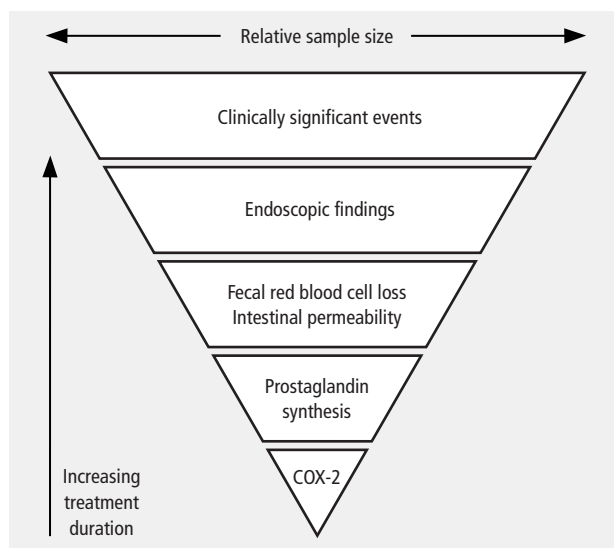 Relative sample size
Clinically significant events
Endoscopic findings
Fecal red blood cell loss
Intestinal permeability
Prostaglandin
synthesis
COX-2
Increasing
treatment
duration